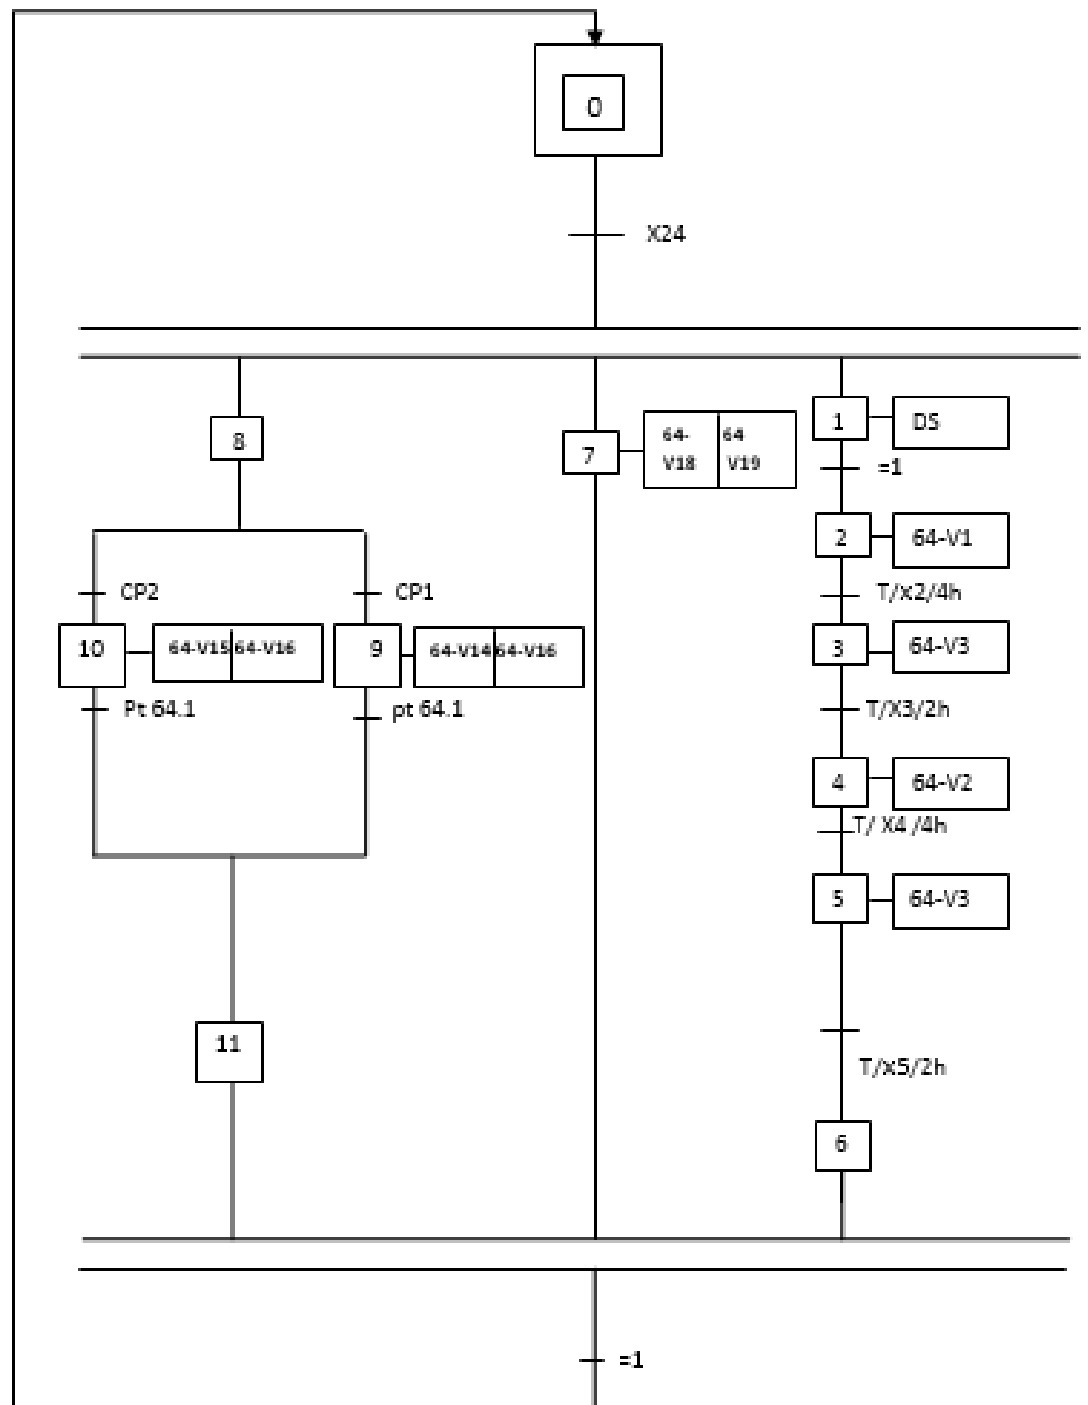 0
X24
8
7
64-
V18
64
V19
1
DS
=1
2
64-V1
T/x2/4h
3
64-V3
T/X3/2h
4
64-V2
T/ X4 /4h
5
64-V3
T/x5/2h
6
CP2
CP1
10
64-V15 64-V16
9
64-V14 64-V16
Pt 64.1
pt 64.1
11
=1